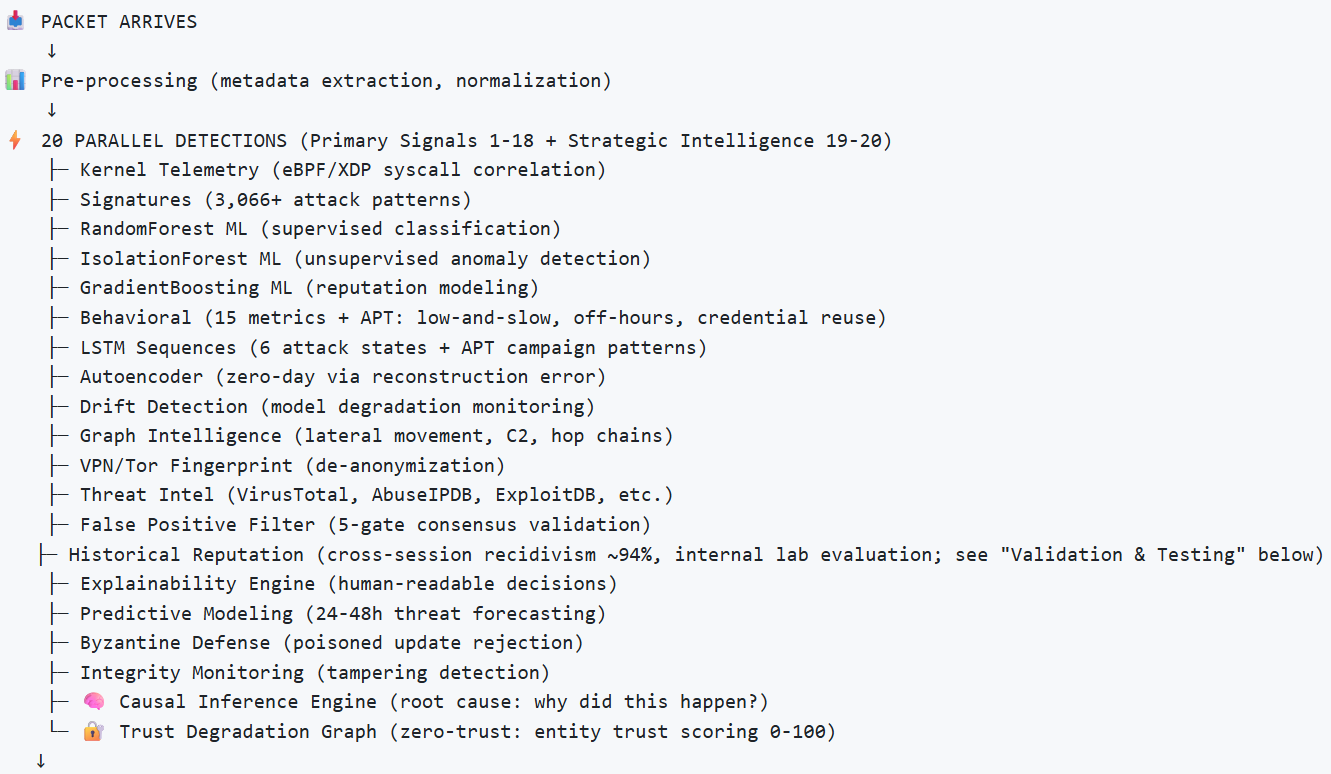 📥 PACKET ARRIVES
↓
📊 Pre-processing (metadata extraction, normalization)
↓
⚡ 20 PARALLEL DETECTIONS (Primary Signals 1-18 + Strategic Intelligence 19-20)
├─ Kernel Telemetry (eBPF/XDP syscall correlation)
├─ Signatures (3,066+ attack patterns)
├─ RandomForest ML (supervised classification)
├─ IsolationForest ML (unsupervised anomaly detection)
├─ GradientBoosting ML (reputation modeling)
├─ Behavioral (15 metrics + APT: low-and-slow, off-hours, credential reuse)
├─ LSTM Sequences (6 attack states + APT campaign patterns)
├─ Autoencoder (zero-day via reconstruction error)
├─ Drift Detection (model degradation monitoring)
├─ Graph Intelligence (lateral movement, C2, hop chains)
├─ VPN/Tor Fingerprint (de-anonymization)
├─ Threat Intel (VirusTotal, AbuseIPDB, ExploitDB, etc.)
├─ False Positive Filter (5-gate consensus validation)
├─ Historical Reputation (cross-session recidivism ~94%, internal lab evaluation; see "Validation & Testing" below)
├─ Explainability Engine (human-readable decisions)
├─ Predictive Modeling (24-48h threat forecasting)
├─ Byzantine Defense (poisoned update rejection)
├─ Integrity Monitoring (tampering detection)
├─ 🧠 Causal Inference Engine (root cause: why did this happen?)
└─ 🔐 Trust Degradation Graph (zero-trust: entity trust scoring 0-100)
↓